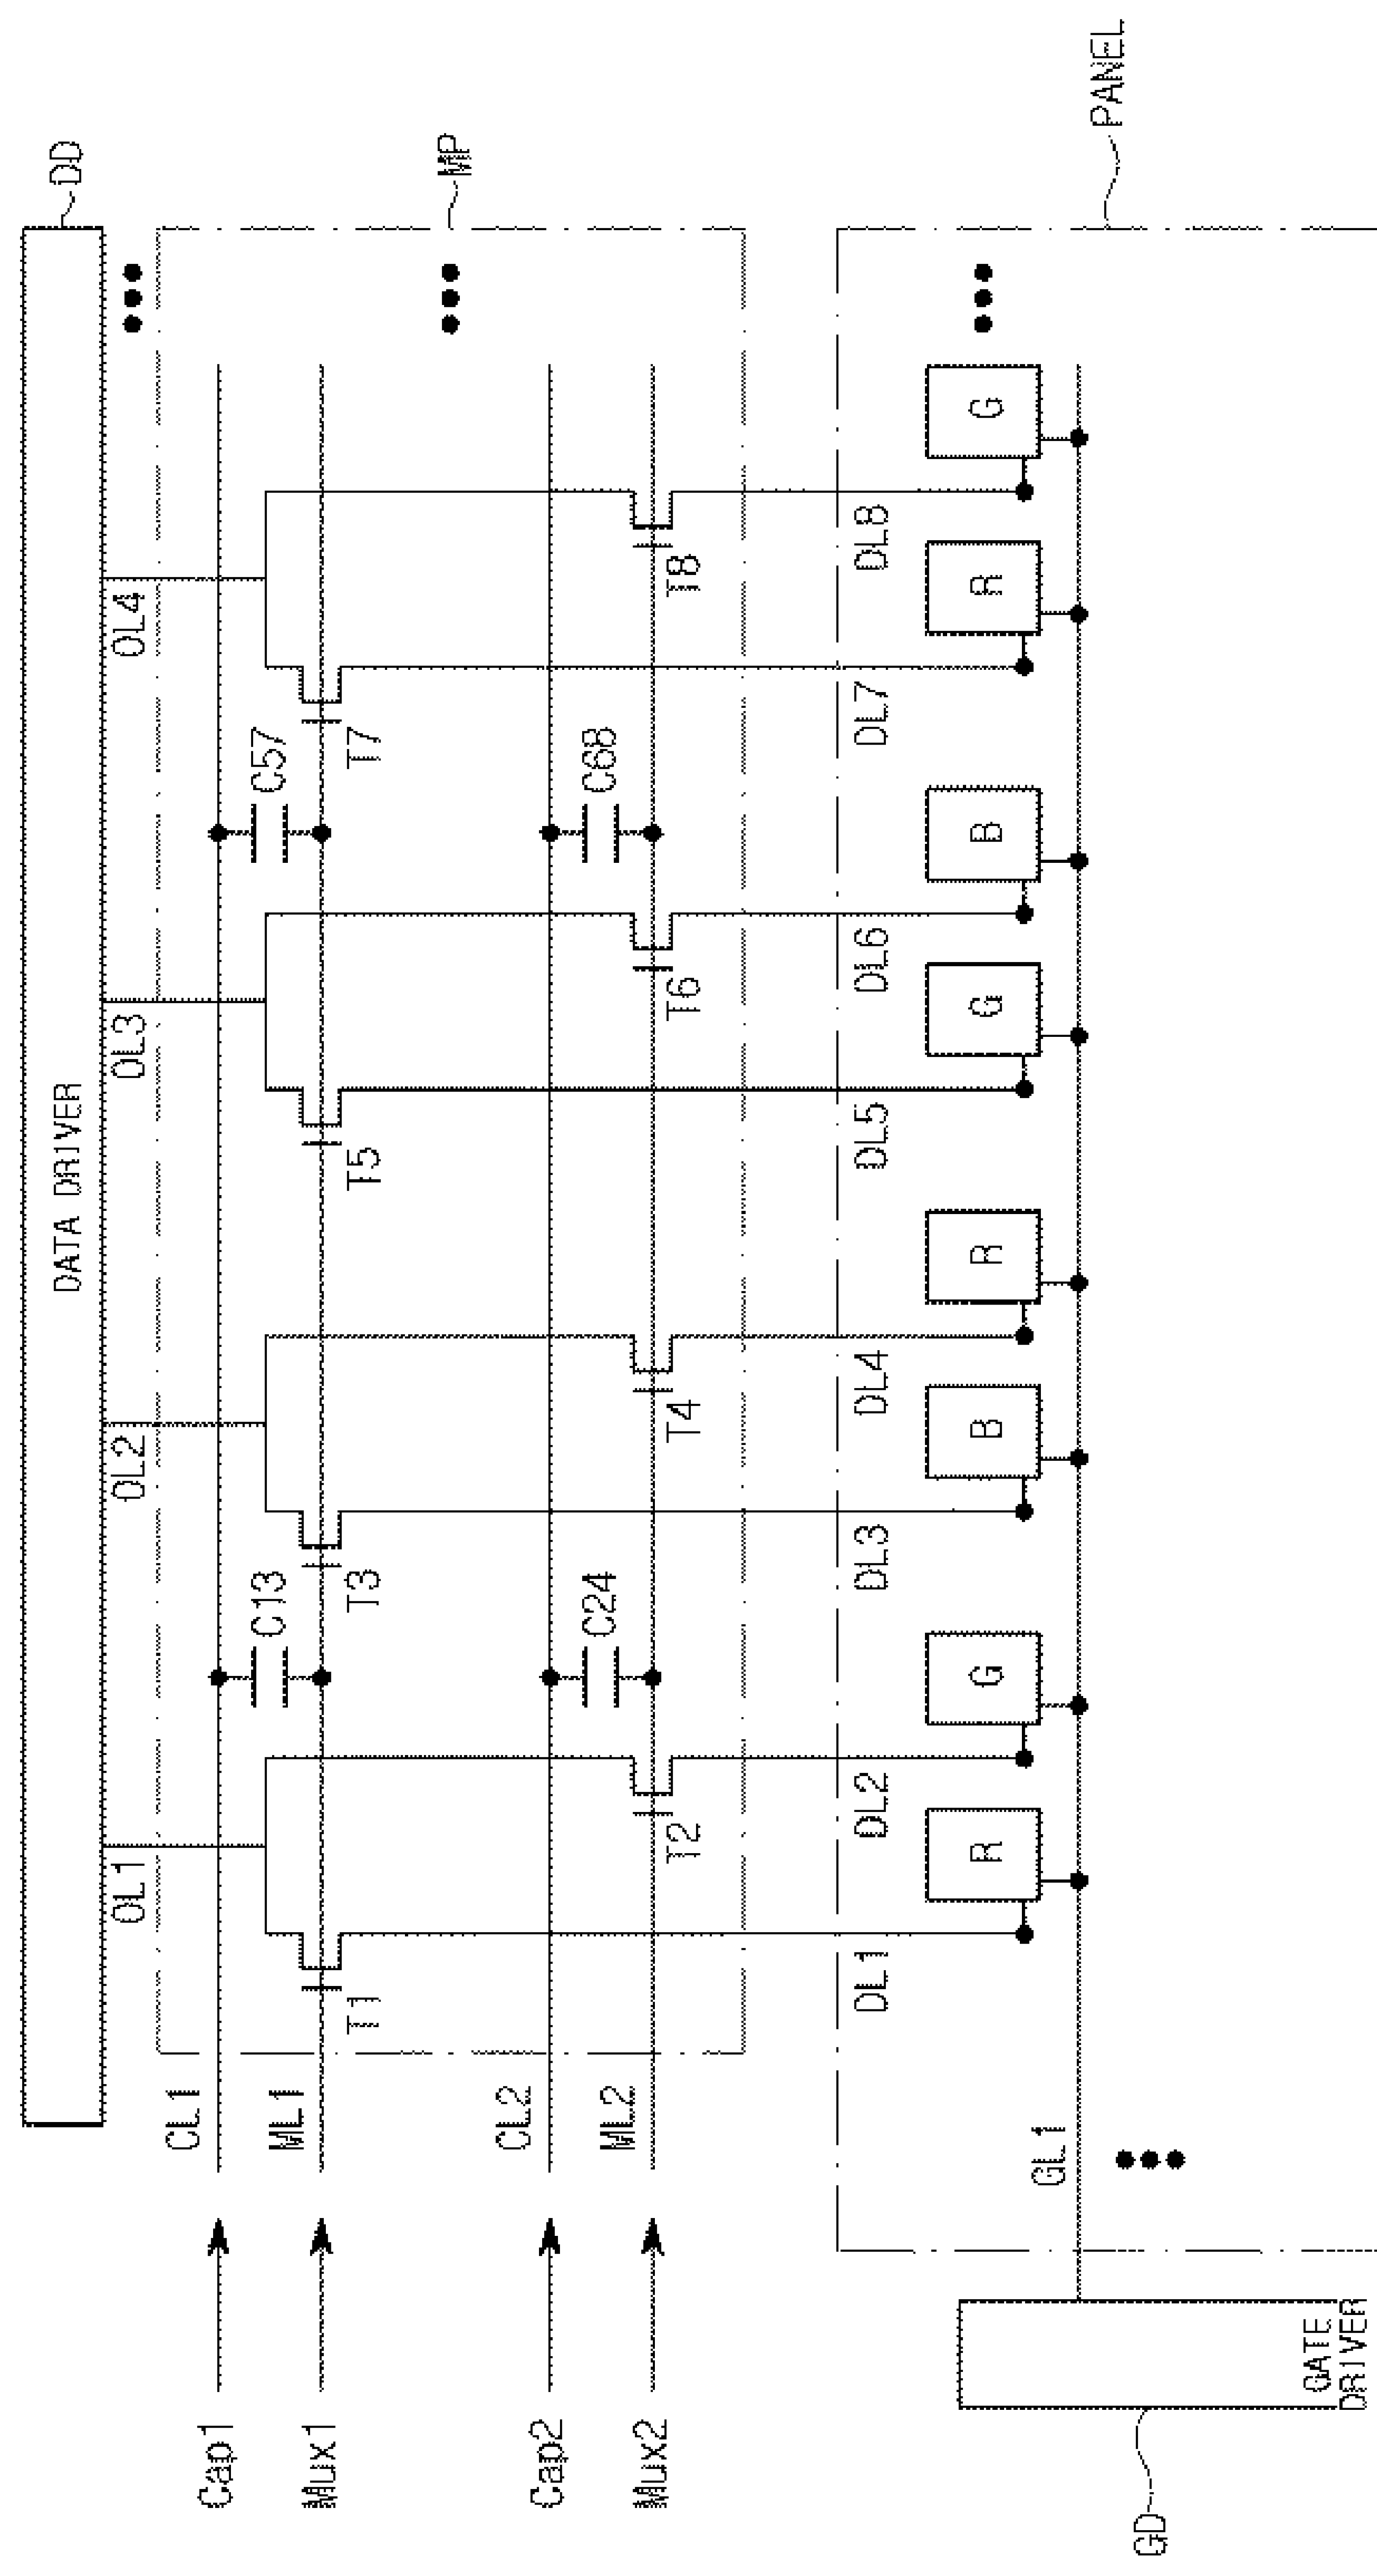 DATA DRIVER
DD
OL1
OL2
OL3
OL4
Cap1
CL1
C13
C57
Mux1
ML1
T1
T3
T5
T7
MP
Cap2
CL2
C24
C68
Mux2
ML2
T2
T4
T6
T8
DL1
DL2
DL3
DL4
DL5
DL6
DL7
DL8
R
G
B
R
G
B
R
G
GL1
PANEL
GATE
DRIVER
GD